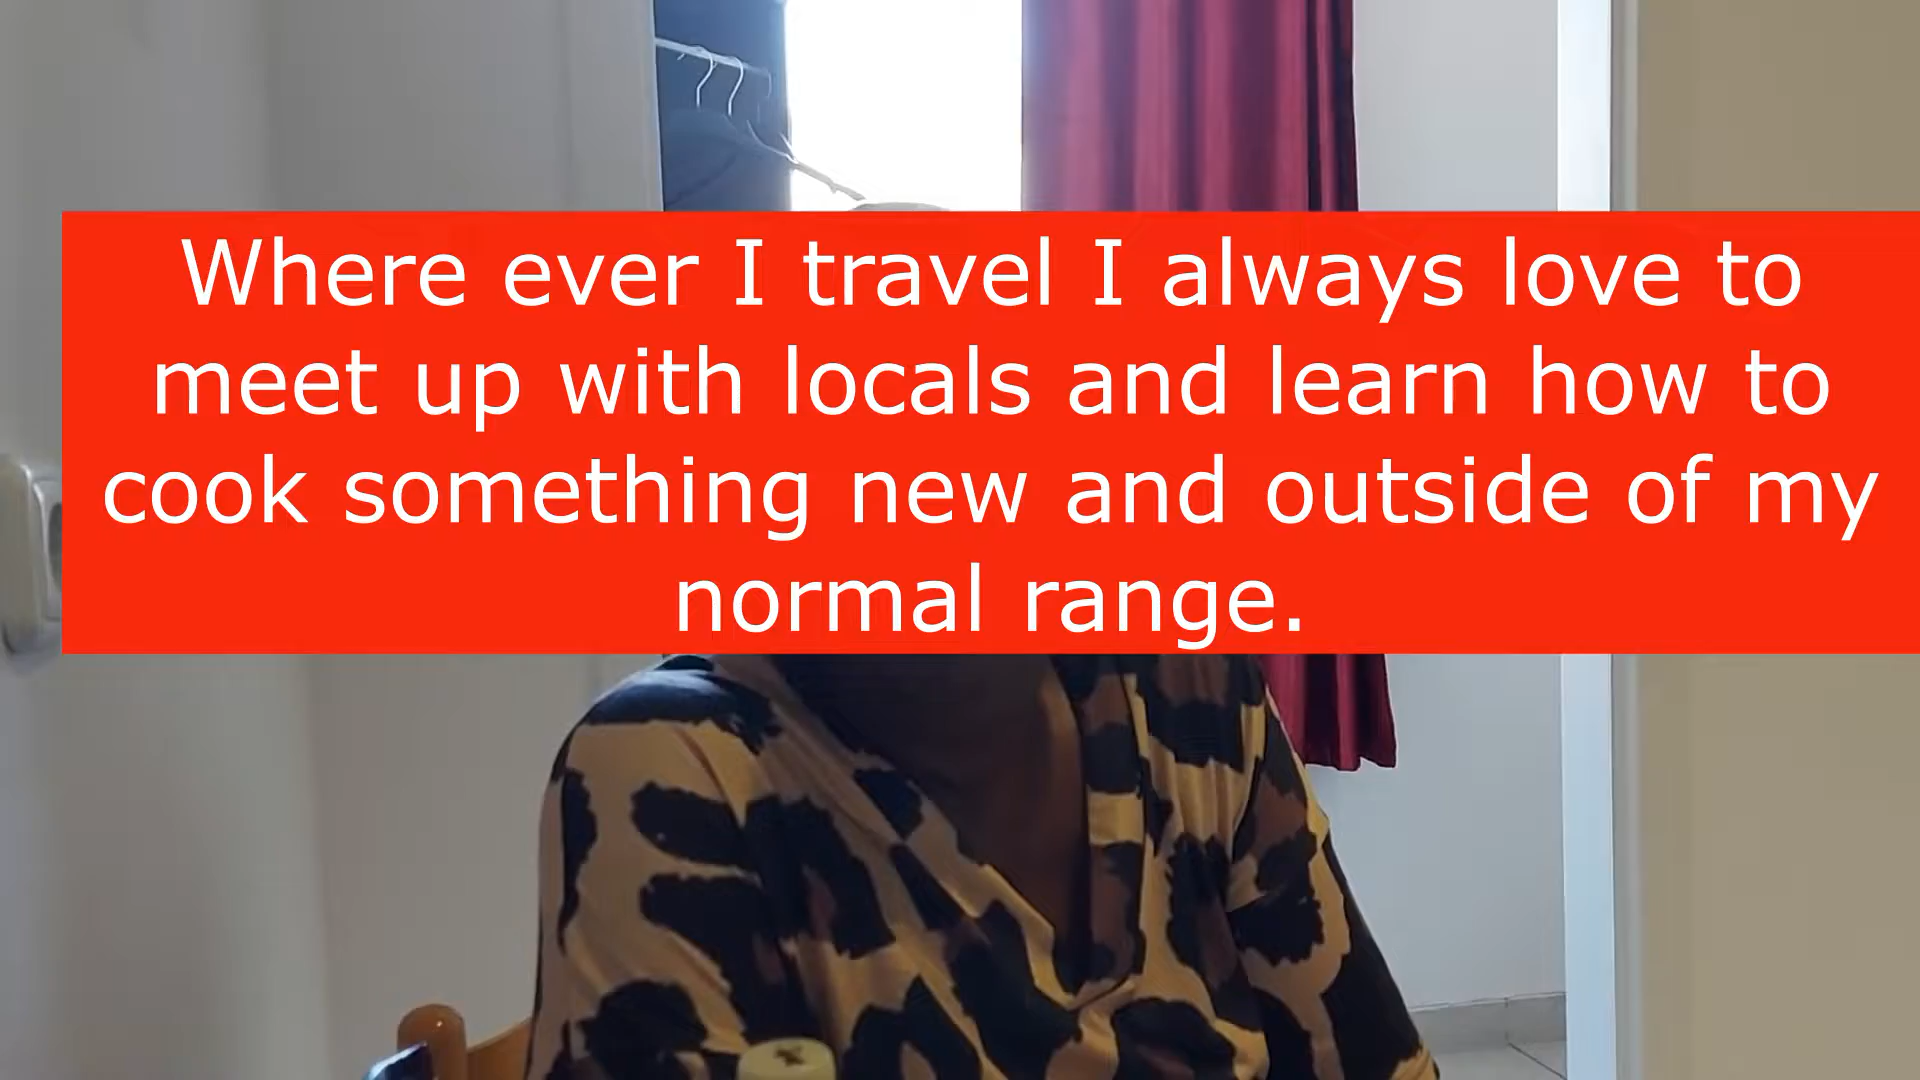 Where ever I travel I always love to
meet up with locals and learn how to
cook something new and outside of my
normal range.